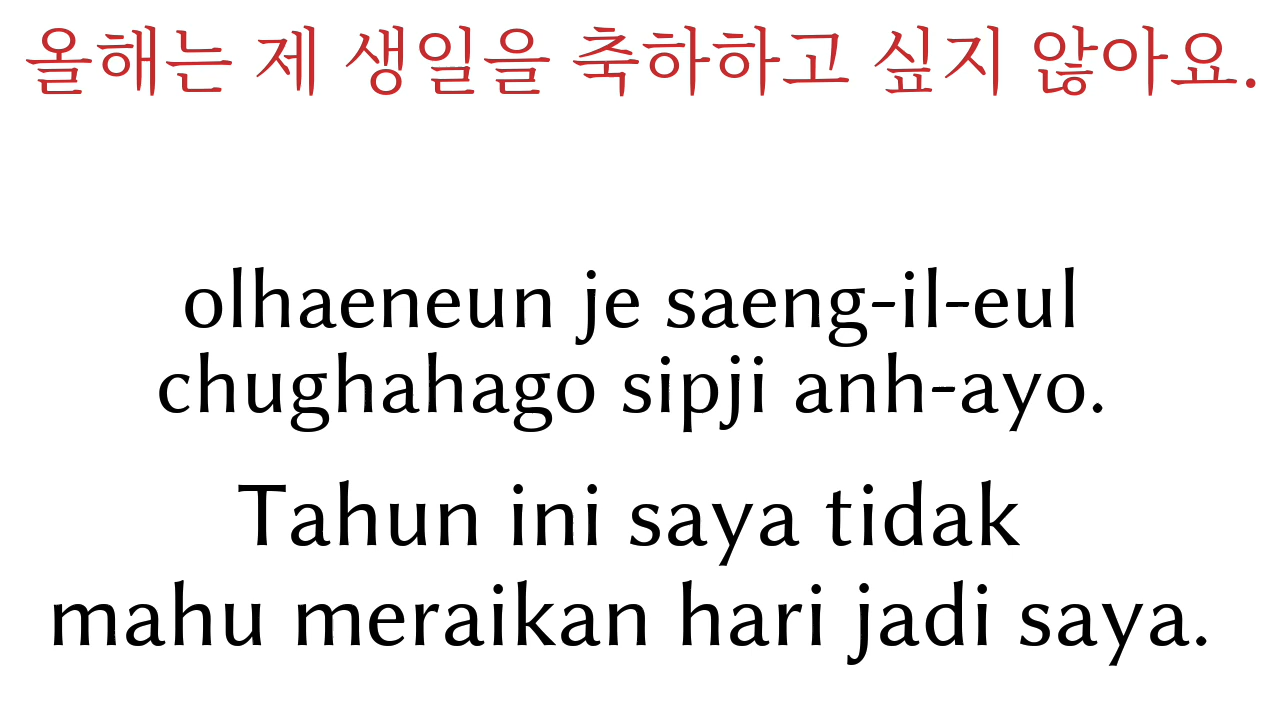 올해는 제 생일을 축하하고 싶지 않아요.
olhaeneun je saeng-il-eul
chughahago sipji anh-ayo.
Tahun ini saya tidak
mahu meraikan hari jadi saya.